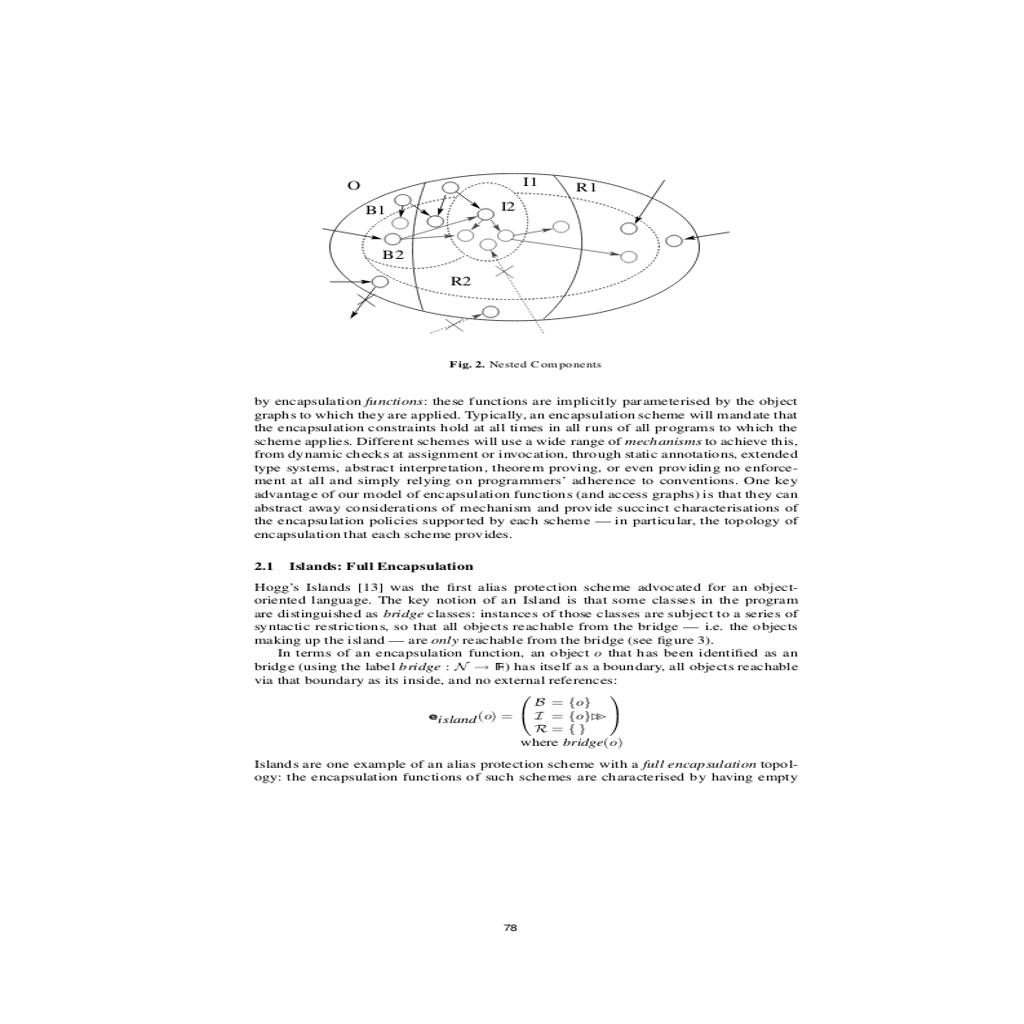 O
I1
R1
B1
I2
B2
R2
Fig. 2. Nested Components
by encapsulation functions: these functions are implicitly parameterised by the object
graphs to which they are applied. Typically, an encapsulation scheme will mandate that
the encapsulation constraints hold at all times in all runs of all programs to which the
scheme applies. Different schemes will use a wide range of mechanisms to achieve this,
from dynamic checks at assignment or invocation, through static annotations, extended
type systems, abstract interpretation, theorem proving, or even providing no enforce-
ment at all and simply relying on programmers' adherence to conventions. One key
advantage of our model of encapsulation functions (and access graphs) is that they can
abstract away considerations of mechanism and provide succinct characterisations of
the encapsulation policies supported by each scheme — in particular, the topology of
encapsulation that each scheme provides.
2.1 Islands: Full Encapsulation
Hogg's Islands [13] was the first alias protection scheme advocated for an object-
oriented language. The key notion of an Island is that some classes in the program
are distinguished as bridge classes: instances of those classes are subject to a series of
syntactic restrictions, so that all objects reachable from the bridge — i.e. the objects
making up the island — are only reachable from the bridge (see figure 3).
In terms of an encapsulation function, an object o that has been identified as an
bridge (using the label bridge : N → 𝔽) has itself as a boundary, all objects reachable
via that boundary as its inside, and no external references:
B = {o}
e island(o) = ( I = {o}▷▷ )
R = { }
where bridge(o)
Islands are one example of an alias protection scheme with a full encapsulation topol-
ogy: the encapsulation functions of such schemes are characterised by having empty
78